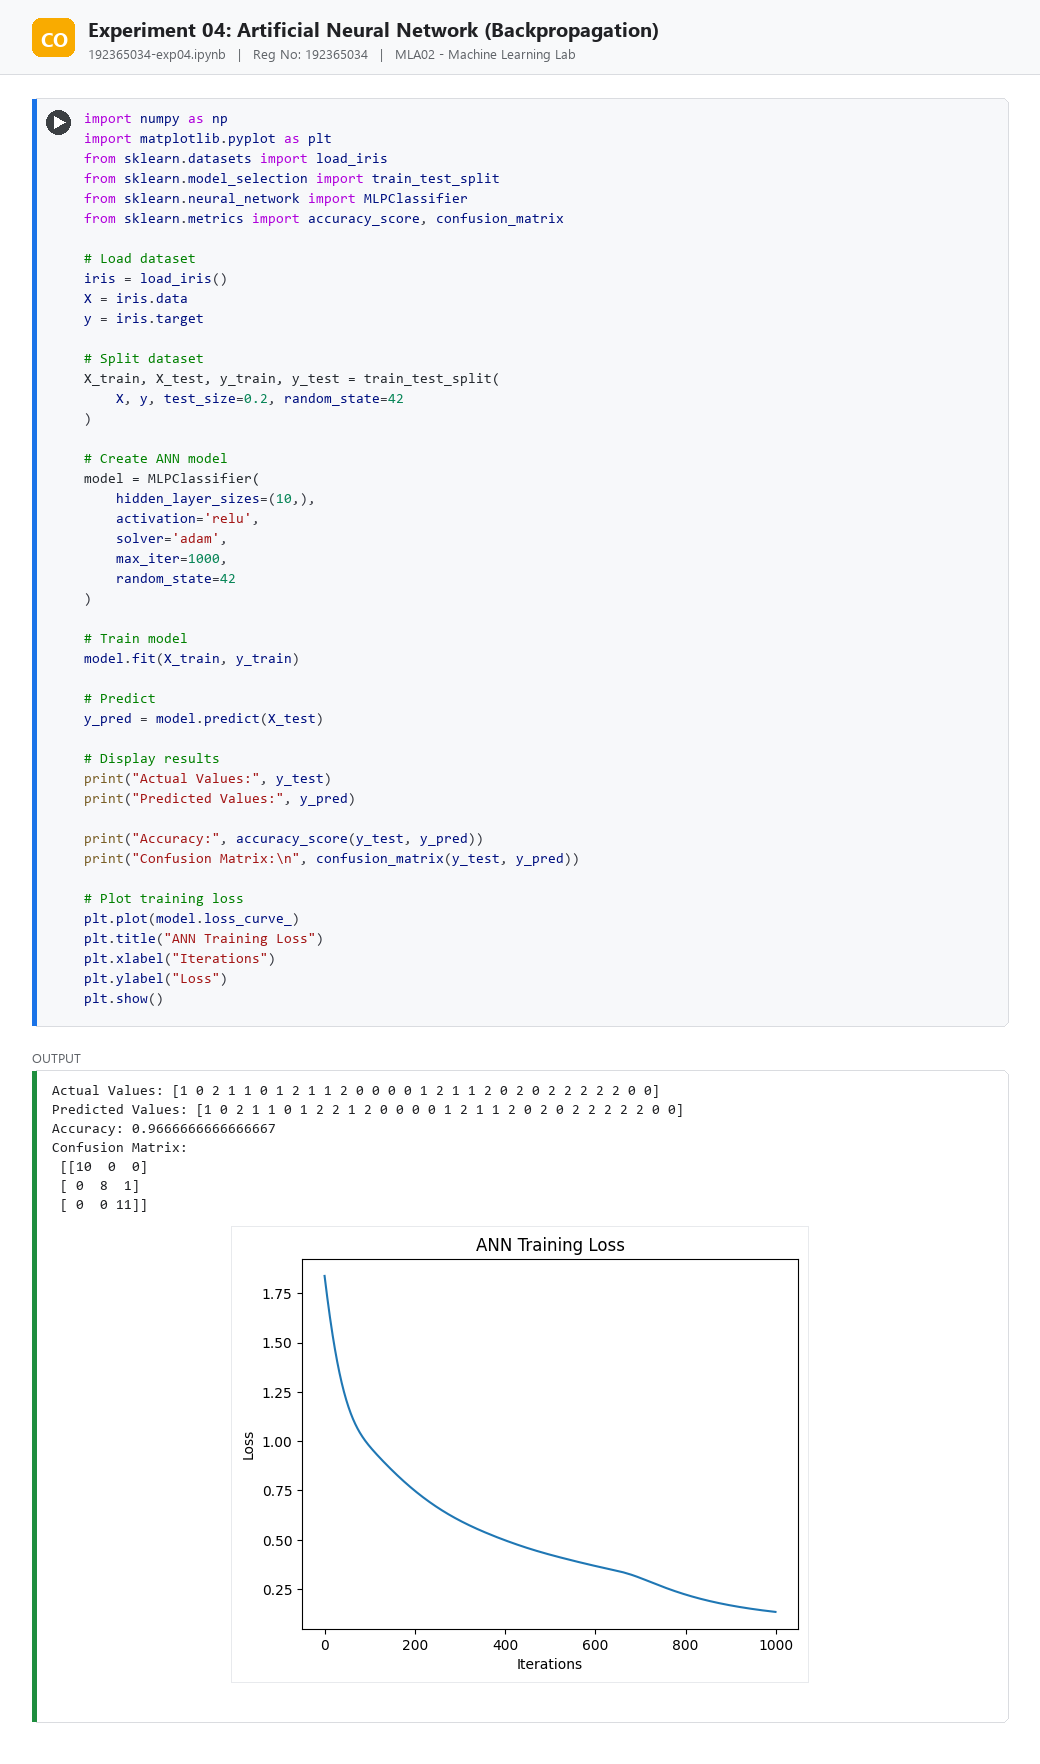 CO
Experiment 04: Artificial Neural Network (Backpropagation)
192365034-exp04.ipynb | Reg No: 192365034 | MLA02 - Machine Learning Lab
import numpy as np
import matplotlib.pyplot as plt
from sklearn.datasets import load_iris
from sklearn.model_selection import train_test_split
from sklearn.neural_network import MLPClassifier
from sklearn.metrics import accuracy_score, confusion_matrix
# Load dataset
iris = load_iris()
X = iris.data
y = iris.target
# Split dataset
X_train, X_test, y_train, y_test = train_test_split(
    X, y, test_size=0.2, random_state=42
)
# Create ANN model
model = MLPClassifier(
    hidden_layer_sizes=(10,),
    activation='relu',
    solver='adam',
    max_iter=1000,
    random_state=42
)
# Train model
model.fit(X_train, y_train)
# Predict
y_pred = model.predict(X_test)
# Display results
print("Actual Values:", y_test)
print("Predicted Values:", y_pred)
print("Accuracy:", accuracy_score(y_test, y_pred))
print("Confusion Matrix:\n", confusion_matrix(y_test, y_pred))
# Plot training loss
plt.plot(model.loss_curve_)
plt.title("ANN Training Loss")
plt.xlabel("Iterations")
plt.ylabel("Loss")
plt.show()
OUTPUT
Actual Values: [1 0 2 1 1 0 1 2 1 1 2 0 0 0 0 1 2 1 1 2 0 2 0 2 2 2 2 2 0 0]
Predicted Values: [1 0 2 1 1 0 1 2 2 1 2 0 0 0 0 1 2 1 1 2 0 2 0 2 2 2 2 2 0 0]
Accuracy: 0.9666666666666667
Confusion Matrix:
 [[10  0  0]
 [ 0  8  1]
 [ 0  0 11]]
ANN Training Loss
1.75
1.50
1.25
1.00
0.75
0.50
0.25
Loss
0 200 400 600 800 1000
Iterations